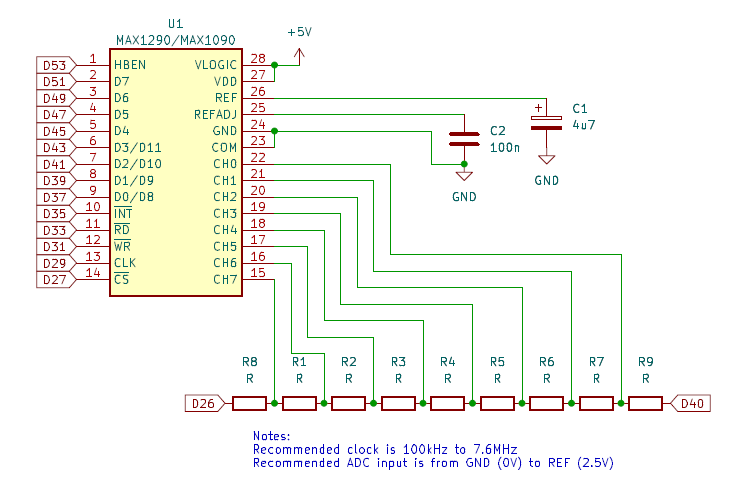 U1
MAX1290/MAX1090
+5V
D53 1 HBEN VLOGIC 28
D51 2 D7 VDD 27
D49 3 D6 REF 26
D47 4 D5 REFADJ 25
D45 5 D4 GND 24
D43 6 D3/D11 COM 23
D41 7 D2/D10 CH0 22
D39 8 D1/D9 CH1 21
D37 9 D0/D8 CH2 20
D35 10 INT CH3 19
D33 11 RD CH4 18
D31 12 WR CH5 17
D29 13 CLK CH6 16
D27 14 CS CH7 15
+ C1
4u7
GND
C2
100n
GND
R8 R1 R2 R3 R4 R5 R6 R7 R9
R R R R R R R R R
D26 D40
Notes:
Recommended clock is 100kHz to 7.6MHz
Recommended ADC input is from GND (0V) to REF (2.5V)